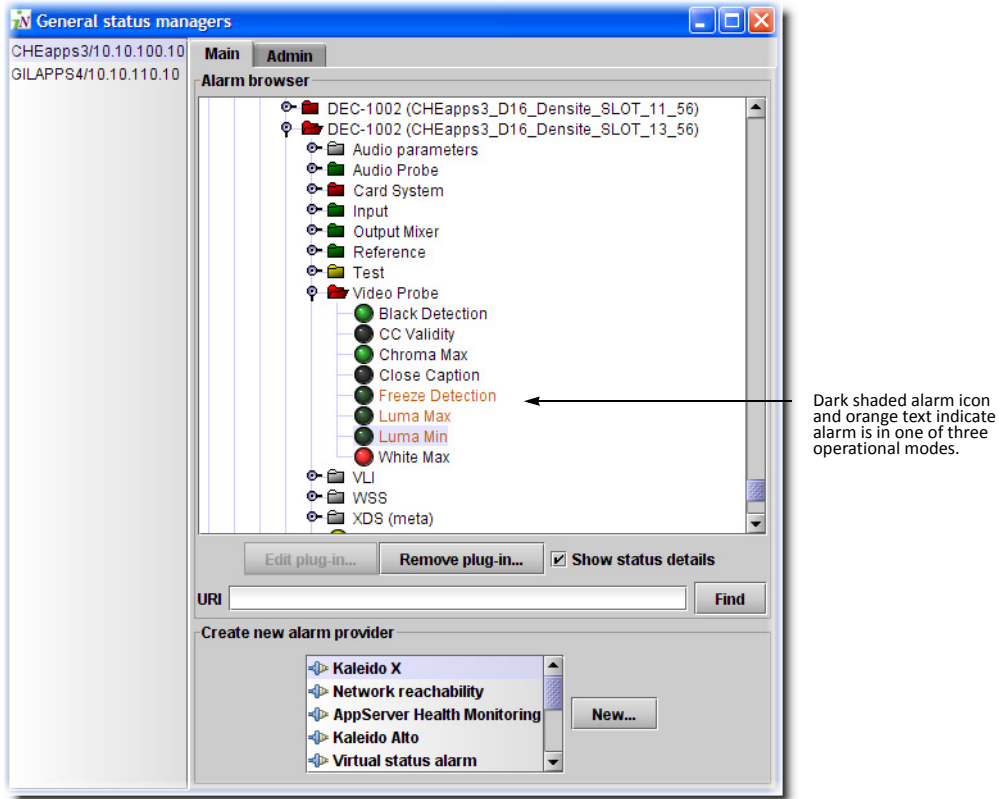 General status managers
CHEapps3/10.10.100.10
GILAPPS4/10.10.110.10
Main
Admin
Alarm browser
DEC-1002 (CHEapps3_D16_Densite_SLOT_11_56)
DEC-1002 (CHEapps3_D16_Densite_SLOT_13_56)
Audio parameters
Audio Probe
Card System
Input
Output Mixer
Reference
Test
Video Probe
Black Detection
CC Validity
Chroma Max
Close Caption
Freeze Detection
Luma Max
Luma Min
White Max
VLI
WSS
XDS (meta)
Edit plug-in...
Remove plug-in...
Show status details
URI
Find
Create new alarm provider
Kaleido X
Network reachability
AppServer Health Monitoring
Kaleido Alto
Virtual status alarm
New...
Dark shaded alarm icon
and orange text indicate
alarm is in one of three
operational modes.